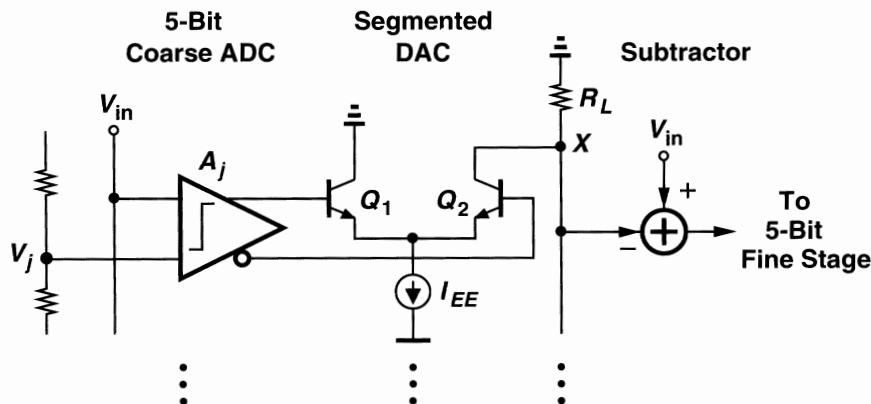 5-Bit
Coarse ADC
Segmented
DAC
Subtractor
V_in
A_j
R_L
X
V_in
Q_1
Q_2
+
To
5-Bit
Fine Stage
V_j
−
+
I_EE